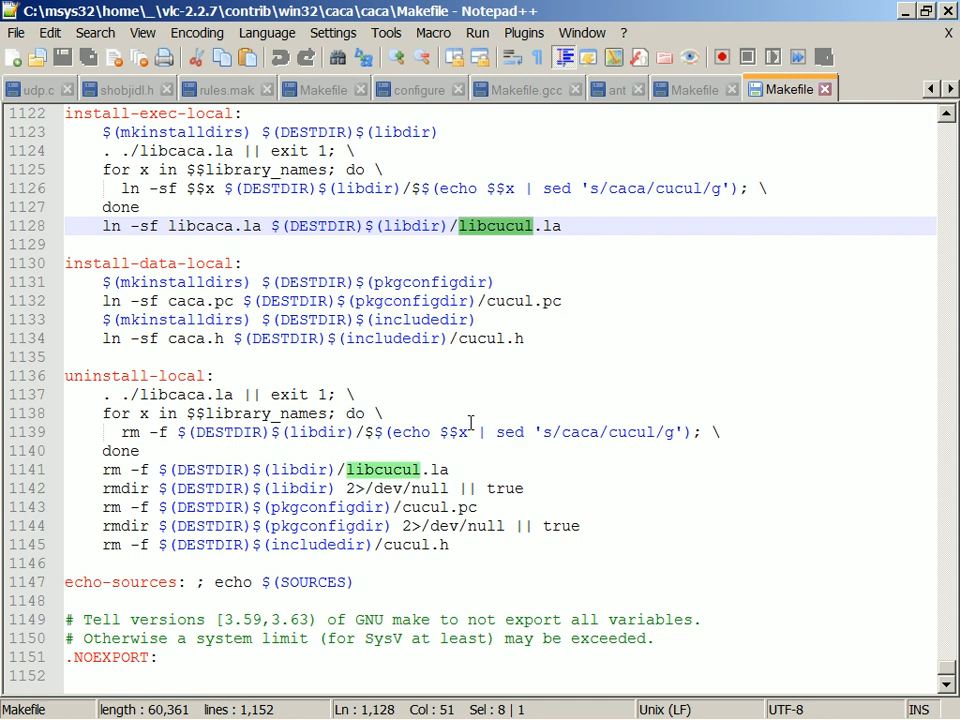 C:\msys32\home\_\vlc-2.2.7\contrib\win32\caca\caca\Makefile - Notepad++
File Edit Search View Encoding Language Settings Tools Macro Run Plugins Window ? X
udp.c shobjidl.h rules.mak Makefile configure Makefile.gcc ant Makefile Makefile
1122 install-exec-local:
1123 $(mkinstalldirs) $(DESTDIR)$(libdir)
1124 . ./libcaca.la || exit 1; \
1125 for x in $$library_names; do \
1126 ln -sf $$x $(DESTDIR)$(libdir)/$$(echo $$x | sed 's/caca/cucul/g'); \
1127 done
1128 ln -sf libcaca.la $(DESTDIR)$(libdir)/libcucul.la
1129
1130 install-data-local:
1131 $(mkinstalldirs) $(DESTDIR)$(pkgconfigdir)
1132 ln -sf caca.pc $(DESTDIR)$(pkgconfigdir)/cucul.pc
1133 $(mkinstalldirs) $(DESTDIR)$(includedir)
1134 ln -sf caca.h $(DESTDIR)$(includedir)/cucul.h
1135
1136 uninstall-local:
1137 . ./libcaca.la || exit 1; \
1138 for x in $$library_names; do \
1139 rm -f $(DESTDIR)$(libdir)/$$(echo $$x | sed 's/caca/cucul/g'); \
1140 done
1141 rm -f $(DESTDIR)$(libdir)/libcucul.la
1142 rmdir $(DESTDIR)$(libdir) 2>/dev/null || true
1143 rm -f $(DESTDIR)$(pkgconfigdir)/cucul.pc
1144 rmdir $(DESTDIR)$(pkgconfigdir) 2>/dev/null || true
1145 rm -f $(DESTDIR)$(includedir)/cucul.h
1146
1147 echo-sources: ; echo $(SOURCES)
1148
1149 # Tell versions [3.59,3.63) of GNU make to not export all variables.
1150 # Otherwise a system limit (for SysV at least) may be exceeded.
1151 .NOEXPORT:
1152
Makefile length : 60,361 lines : 1,152 Ln : 1,128 Col : 51 Sel : 8 | 1 Unix (LF) UTF-8 INS